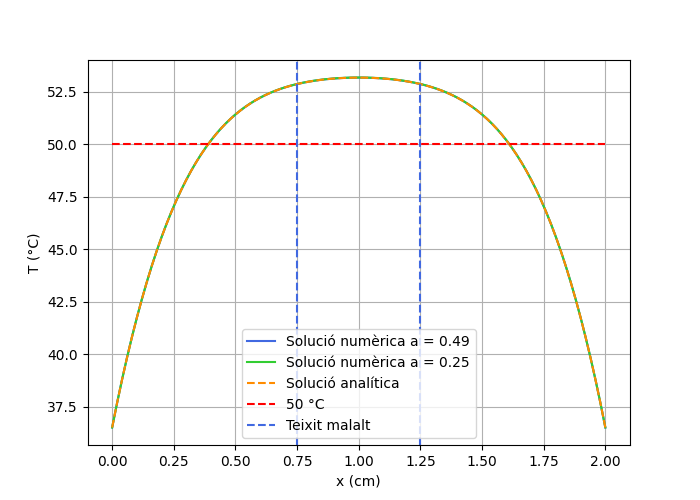 52.5
50.0
47.5
45.0
42.5
40.0
37.5
T (°C)
Solució numèrica a = 0.49
Solució numèrica a = 0.25
Solució analítica
50 °C
Teixit malalt
0.00 0.25 0.50 0.75 1.00 1.25 1.50 1.75 2.00
x (cm)